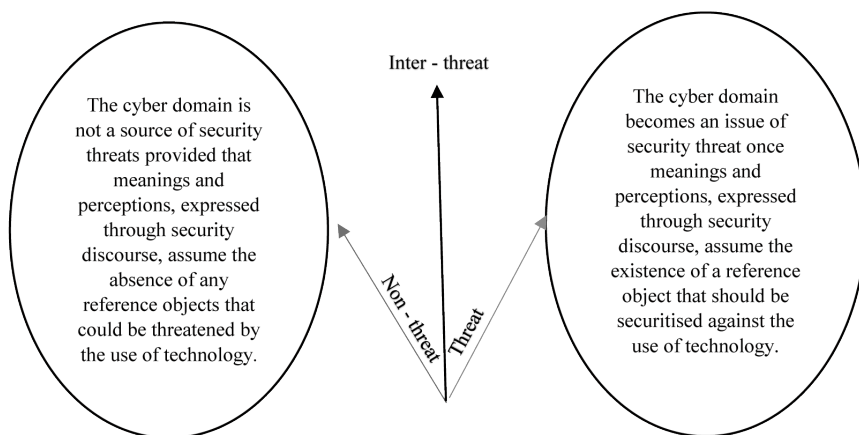 The cyber domain is
not a source of security
threats provided that
meanings and
perceptions, expressed
through security
discourse, assume the
absence of any
reference objects that
could be threatened by
the use of technology.
Inter - threat
Non - threat
Threat
The cyber domain
becomes an issue of
security threat once
meanings and
perceptions, expressed
through security
discourse, assume the
existence of a reference
object that should be
securitised against the
use of technology.